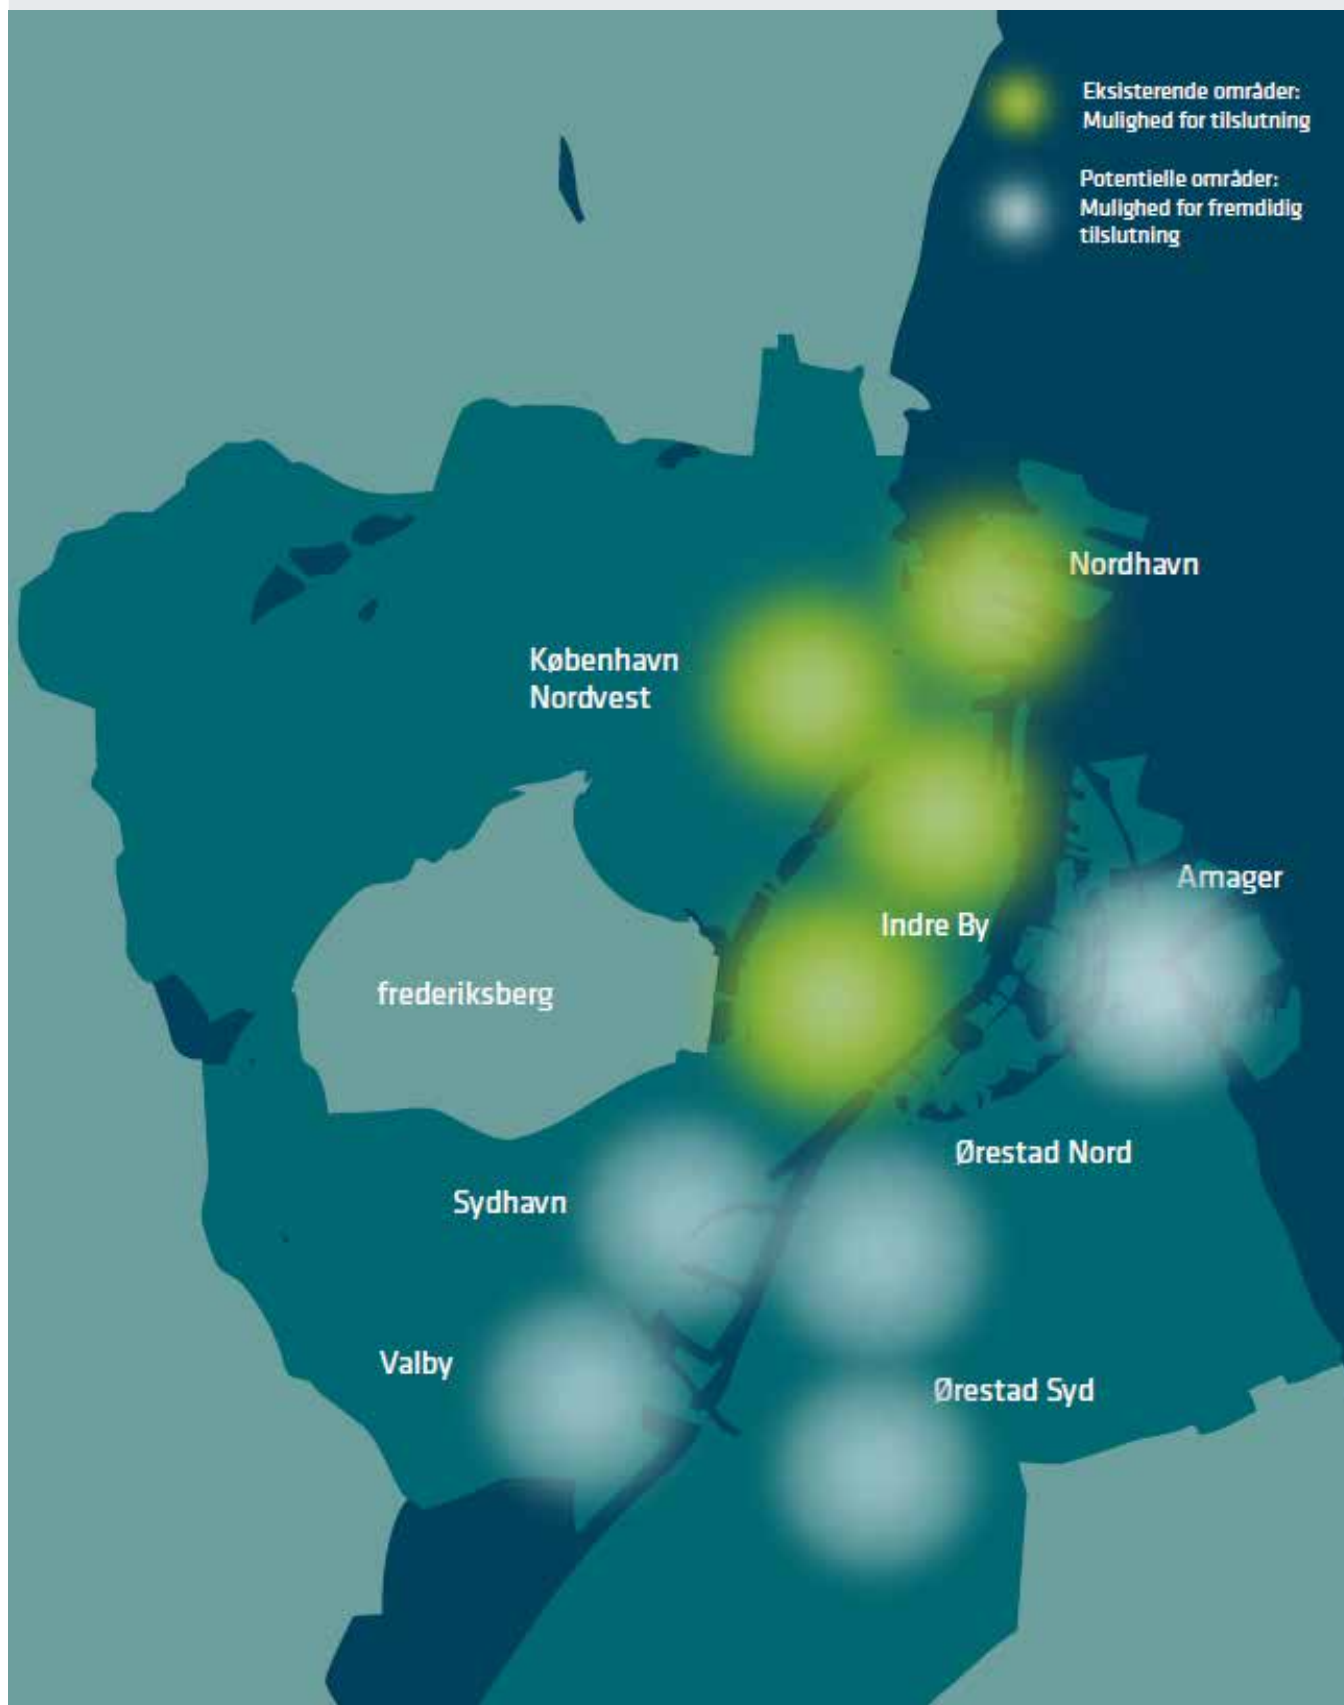 Eksisterende områder:
Mulighed for tilslutning
Potentielle områder:
Mulighed for fremdidig
tilslutning
Nordhavn
København
Nordvest
Amager
Indre By
frederiksberg
Ørestad Nord
Sydhavn
Valby
Ørestad Syd